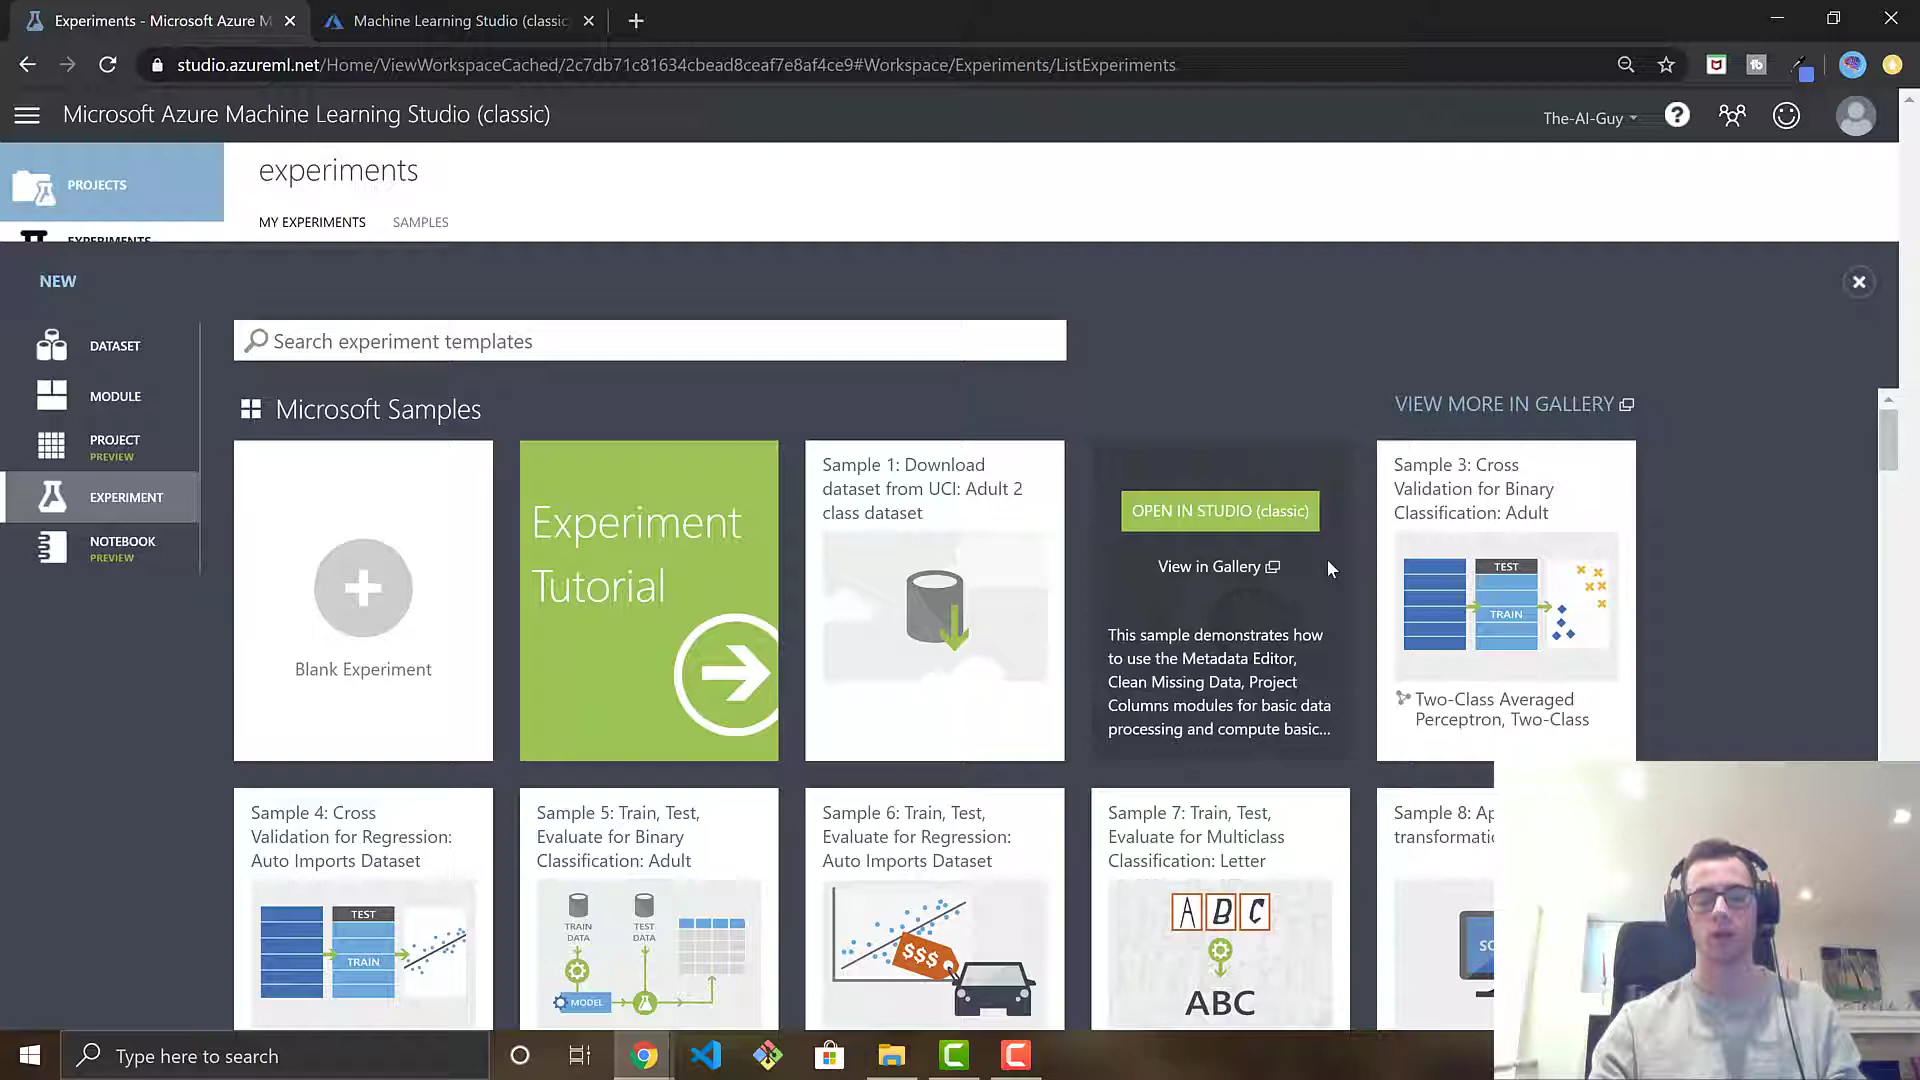 Experiments - Microsoft Azure M
Machine Learning Studio (classic
studio.azureml.net/Home/ViewWorkspaceCached/2c7db71c81634cbead8ceaf7e8af4ce9#Workspace/Experiments/ListExperiments
Microsoft Azure Machine Learning Studio (classic)
The-AI-Guy
PROJECTS
EXPERIMENTS
experiments
MY EXPERIMENTS
SAMPLES
NEW
DATASET
MODULE
PROJECT
PREVIEW
EXPERIMENT
NOTEBOOK
PREVIEW
Search experiment templates
Microsoft Samples
VIEW MORE IN GALLERY
Blank Experiment
Experiment
Tutorial
Sample 1: Download
dataset from UCI: Adult 2
class dataset
OPEN IN STUDIO (classic)
View in Gallery
This sample demonstrates how
to use the Metadata Editor,
Clean Missing Data, Project
Columns modules for basic data
processing and compute basic...
Sample 3: Cross
Validation for Binary
Classification: Adult
TEST
TRAIN
Two-Class Averaged
Perceptron, Two-Class
Sample 4: Cross
Validation for Regression:
Auto Imports Dataset
TEST
TRAIN
Sample 5: Train, Test,
Evaluate for Binary
Classification: Adult
TRAIN
DATA
TEST
DATA
MODEL
Sample 6: Train, Test,
Evaluate for Regression:
Auto Imports Dataset
$$$
Sample 7: Train, Test,
Evaluate for Multiclass
Classification: Letter
A B C
ABC
Sample 8: Ap
transformati
Type here to search